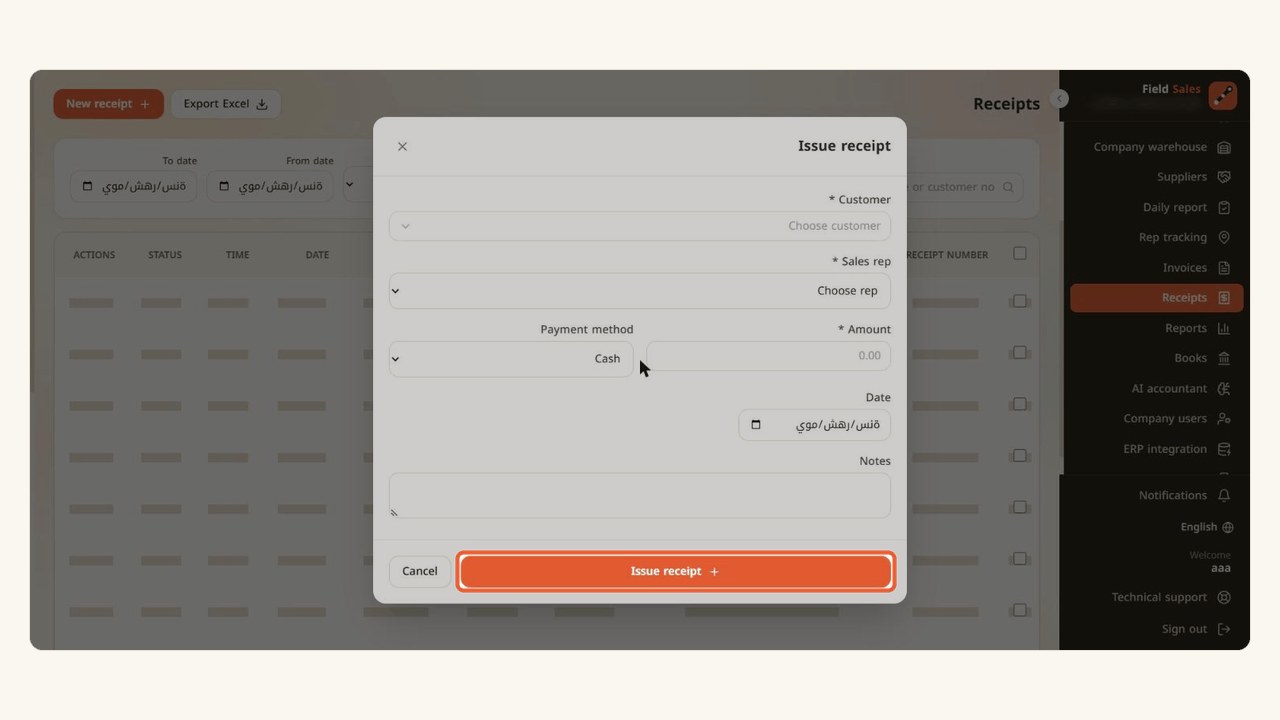 New receipt +
Export Excel
Receipts
To date
From date
ةنس/رهش/موي
ةنس/رهش/موي
or customer no
ACTIONS
STATUS
TIME
DATE
RECEIPT NUMBER
Issue receipt
* Customer
Choose customer
* Sales rep
Choose rep
Payment method
* Amount
Cash
0.00
Date
ةنس/رهش/موي
Notes
Cancel
Issue receipt +
Field Sales
Company warehouse
Suppliers
Daily report
Rep tracking
Invoices
Receipts
Reports
Books
AI accountant
Company users
ERP integration
Notifications
English
Welcome
aaa
Technical support
Sign out